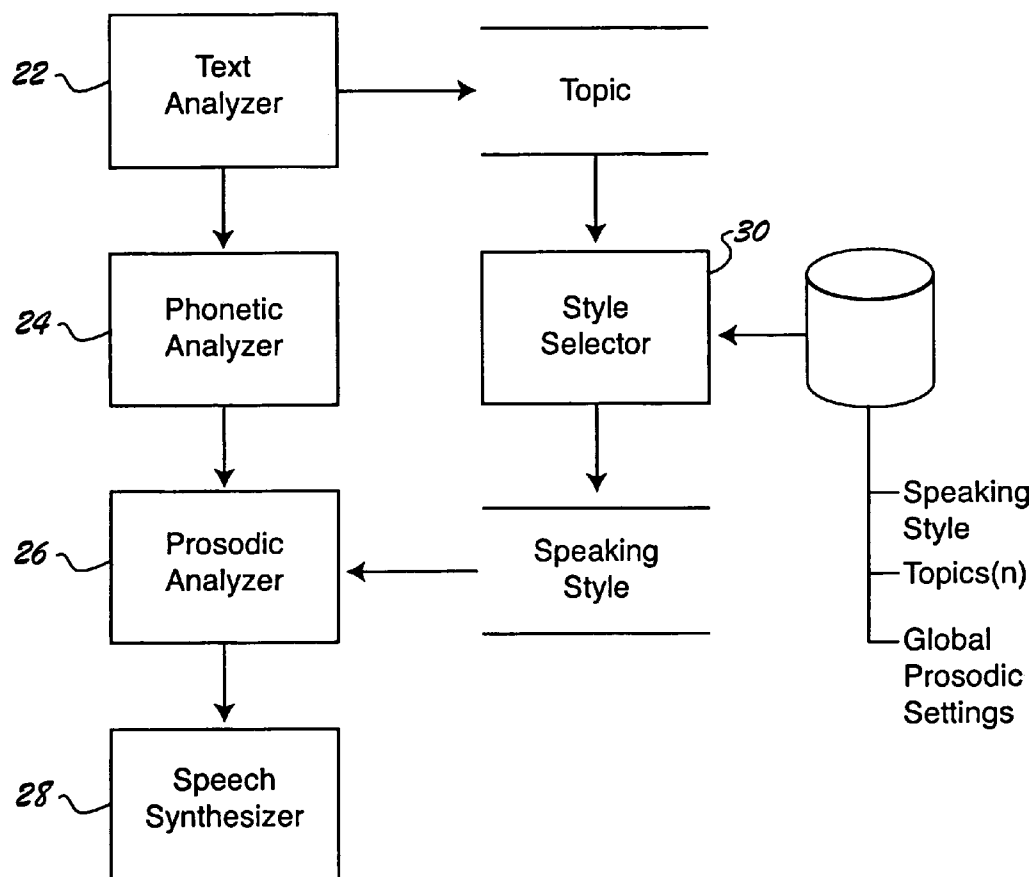 22
Text
Analyzer
Topic
24
Phonetic
Analyzer
30
Style
Selector
26
Prosodic
Analyzer
Speaking
Style
Speaking
Style
Topics(n)
Global
Prosodic
Settings
28
Speech
Synthesizer